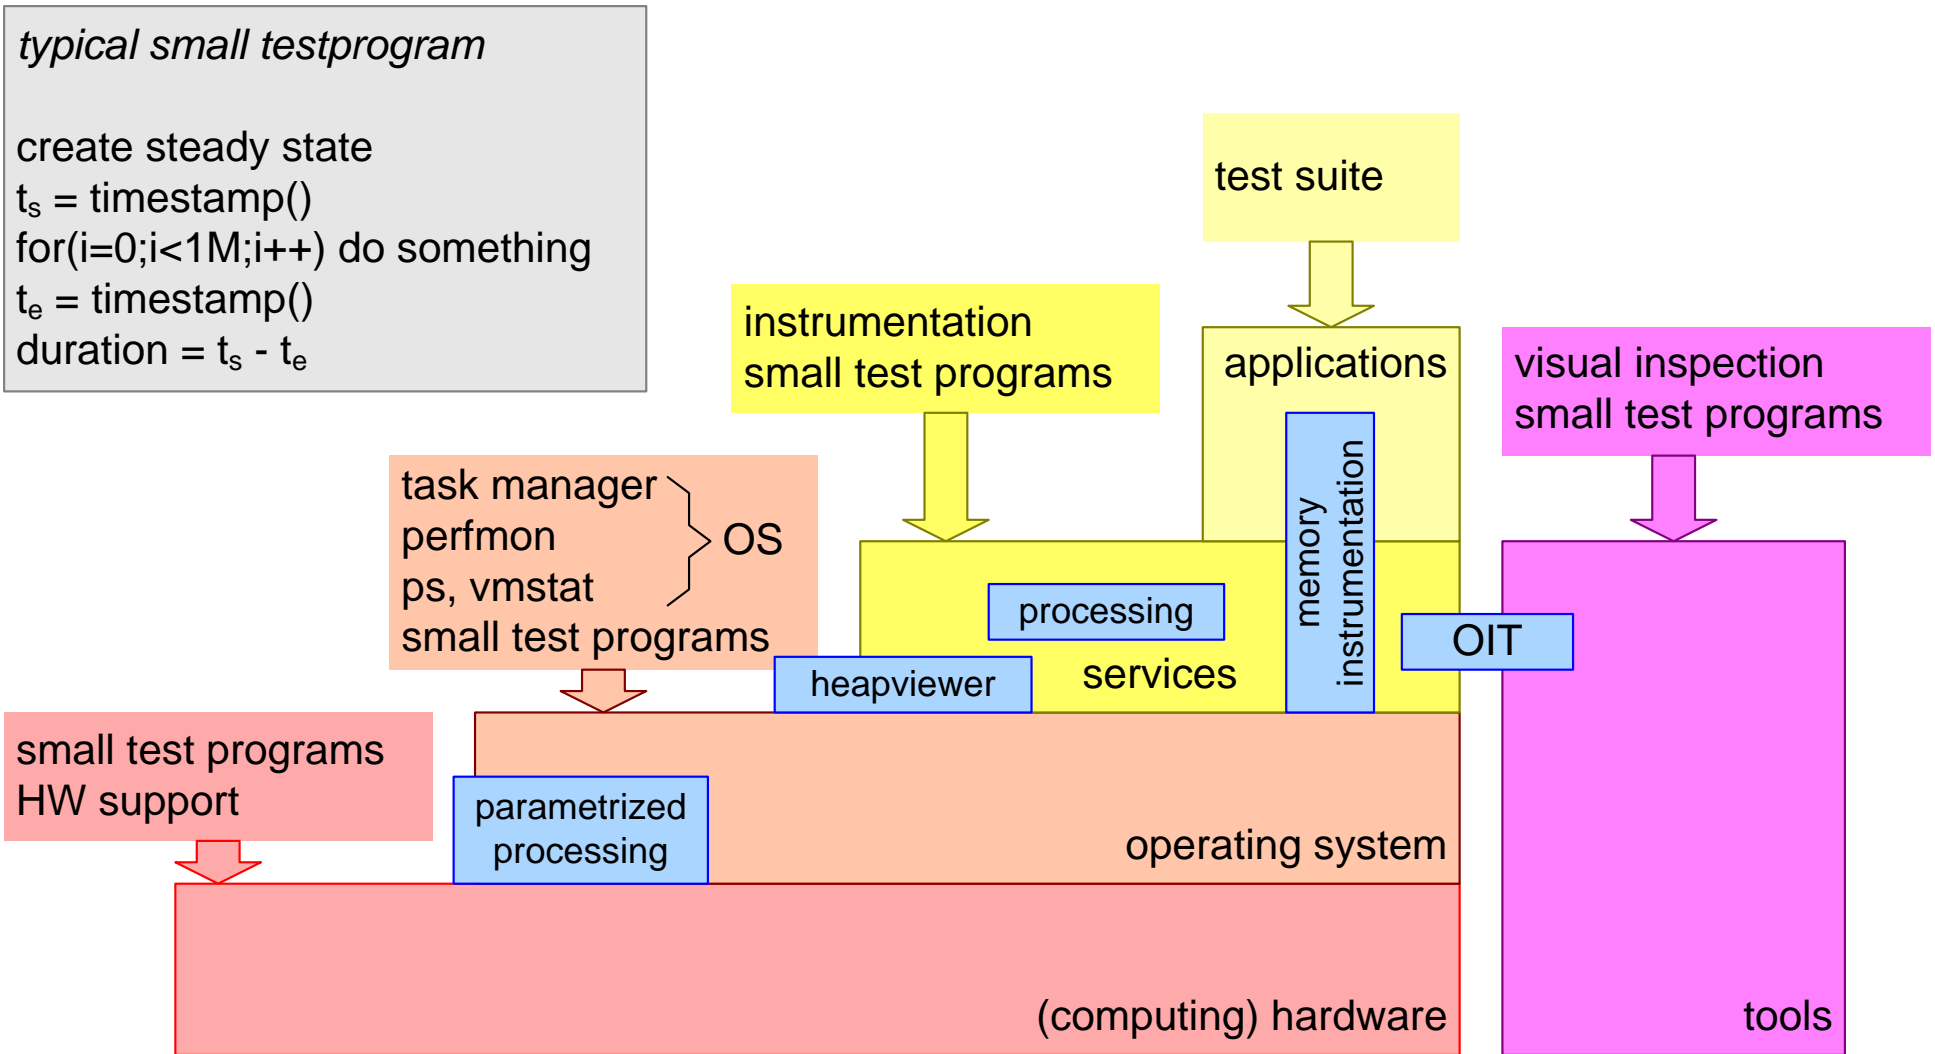 typical small testprogram
create steady state
tₛ = timestamp()
for(i=0;i<1M;i++) do something
tₑ = timestamp()
duration = tₛ - tₑ
test suite
instrumentation
small test programs
applications
visual inspection
small test programs
task manager
perfmon
ps, vmstat
OS
small test programs
memory
instrumentation
processing
OIT
heapviewer
services
small test programs
HW support
parametrized
processing
operating system
(computing) hardware
tools